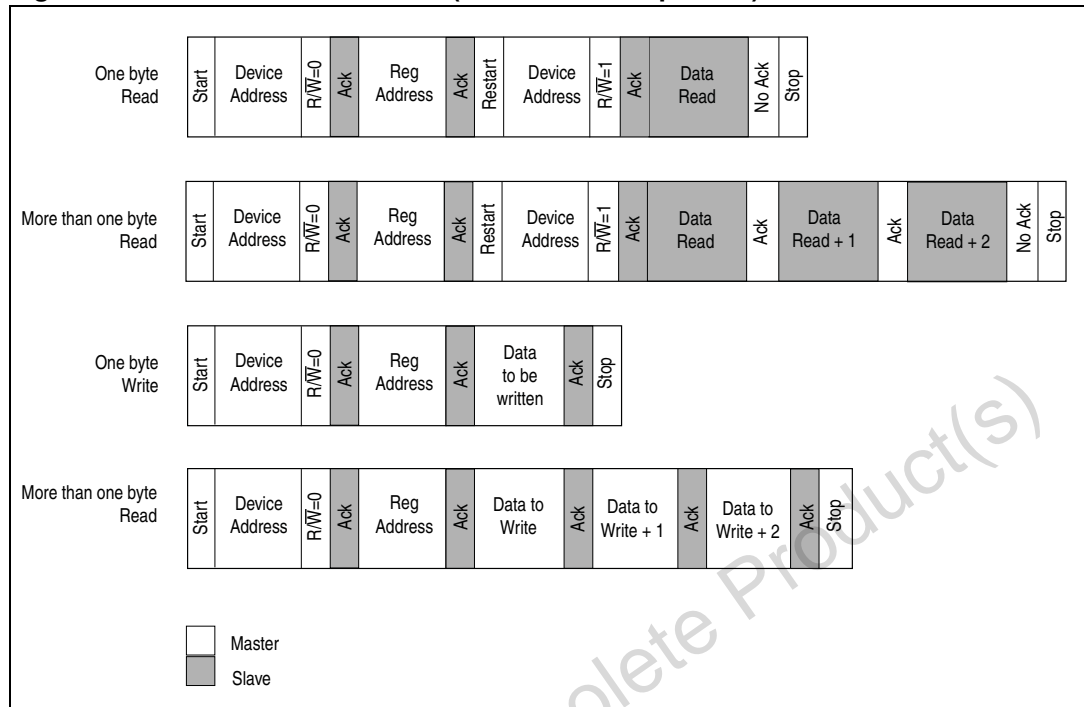 One byte
Read
Start
Device
Address
R/W̅=0
Ack
Reg
Address
Ack
Restart
Device
Address
R/W̅=1
Ack
Data
Read
No Ack
Stop
More than one byte
Read
Start
Device
Address
R/W̅=0
Ack
Reg
Address
Ack
Restart
Device
Address
R/W̅=1
Ack
Data
Read
Ack
Data
Read + 1
Ack
Data
Read + 2
No Ack
Stop
One byte
Write
Start
Device
Address
R/W̅=0
Ack
Reg
Address
Ack
Data
to be
written
Ack
Stop
More than one byte
Read
Start
Device
Address
R/W̅=0
Ack
Reg
Address
Ack
Data to
Write
Ack
Data to
Write + 1
Ack
Data to
Write + 2
Ack
Stop
Master
Slave
Product(s)